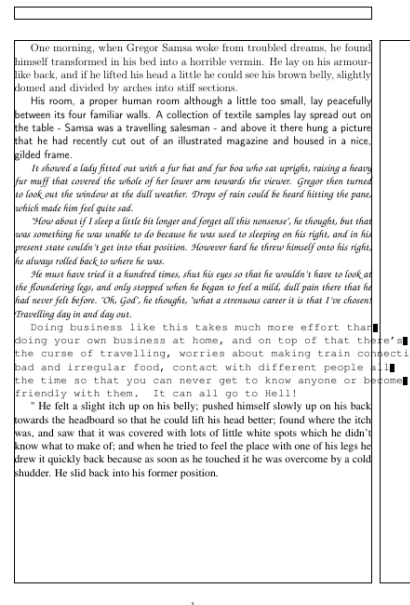 One morning, when Gregor Samsa woke from troubled dreams, he found
himself transformed in his bed into a horrible vermin. He lay on his armour-
like back, and if he lifted his head a little he could see his brown belly, slightly
domed and divided by arches into stiff sections.
His room, a proper human room although a little too small, lay peacefully
between its four familiar walls. A collection of textile samples lay spread out on
the table - Samsa was a travelling salesman - and above it there hung a picture
that he had recently cut out of an illustrated magazine and housed in a nice,
gilded frame.
It showed a lady fitted out with a fur hat and fur boa who sat upright, raising a heavy
fur muff that covered the whole of her lower arm towards the viewer. Gregor then turned
to look out the window at the dull weather. Drops of rain could be heard hitting the pane,
which made him feel quite sad.
"How about if I sleep a little bit longer and forget all this nonsense", he thought, but that
was something he was unable to do because he was used to sleeping on his right, and in his
present state couldn't get into that position. However hard he threw himself onto his right,
he always rolled back to where he was.
He must have tried it a hundred times, shut his eyes so that he wouldn't have to look at
the floundering legs, and only stopped when he began to feel a mild, dull pain there that he
had never felt before. "Oh, God", he thought, "what a strenuous career it is that I've chosen!
Travelling day in and day out.
Doing business like this takes much more effort than
doing your own business at home, and on top of that there's
the curse of travelling, worries about making train connecti
bad and irregular food, contact with different people all
the time so that you can never get to know anyone or become
friendly with them. It can all go to Hell!
" He felt a slight itch up on his belly; pushed himself slowly up on his back
towards the headboard so that he could lift his head better; found where the itch
was, and saw that it was covered with lots of little white spots which he didn't
know what to make of; and when he tried to feel the place with one of his legs he
drew it quickly back because as soon as he touched it he was overcome by a cold
shudder. He slid back into his former position.